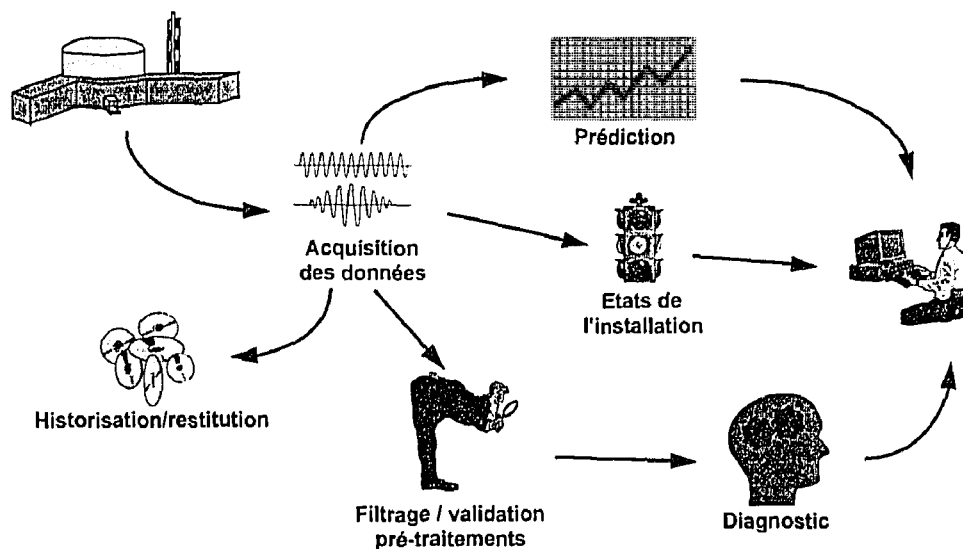 Prédiction
Acquisition
des données
Etats de
l'installation
Historisation/restitution
Filtrage / validation
pré-traitements
Diagnostic